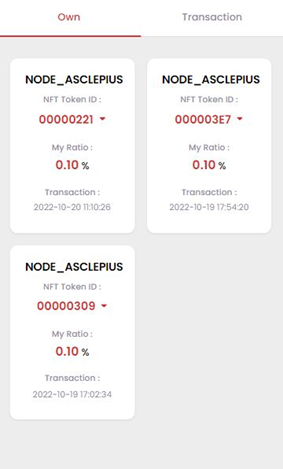 Own
Transaction
NODE_ASCLEPIUS
NFT Token ID :
00000221
My Ratio :
0.10 %
Transaction :
2022-10-20 11:10:26
NODE_ASCLEPIUS
NFT Token ID :
000003E7
My Ratio :
0.10 %
Transaction :
2022-10-19 17:54:20
NODE_ASCLEPIUS
NFT Token ID :
00000309
My Ratio :
0.10 %
Transaction :
2022-10-19 17:02:34